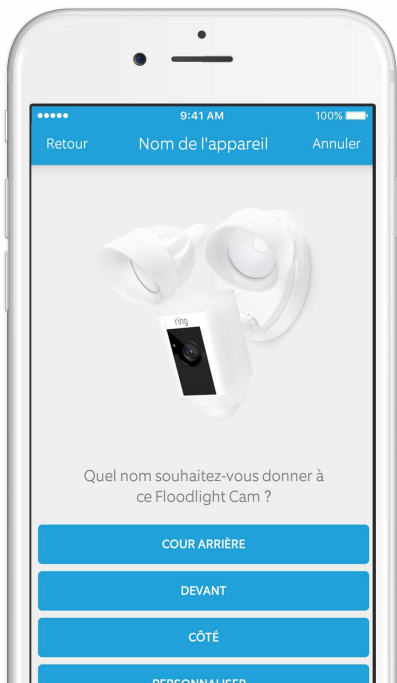 9:41 AM
100%
Retour
Nom de l'appareil
Annuler
ring
Quel nom souhaitez-vous donner à
ce Floodlight Cam ?
COUR ARRIÈRE
DEVANT
CÔTÉ
PERSONNALISER